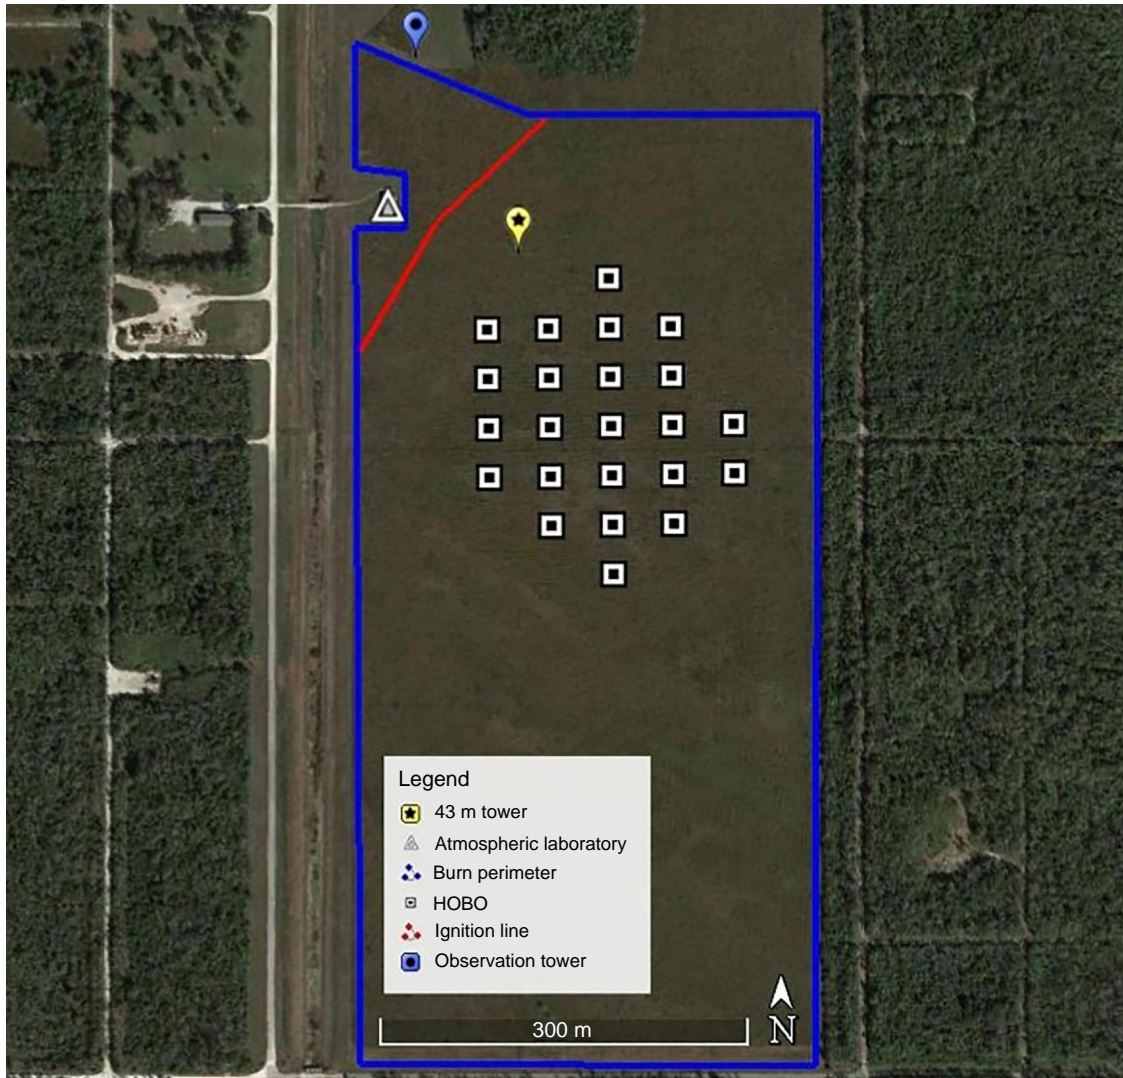 Legend
43 m tower
Atmospheric laboratory
Burn perimeter
HOBO
Ignition line
Observation tower
300 m
N